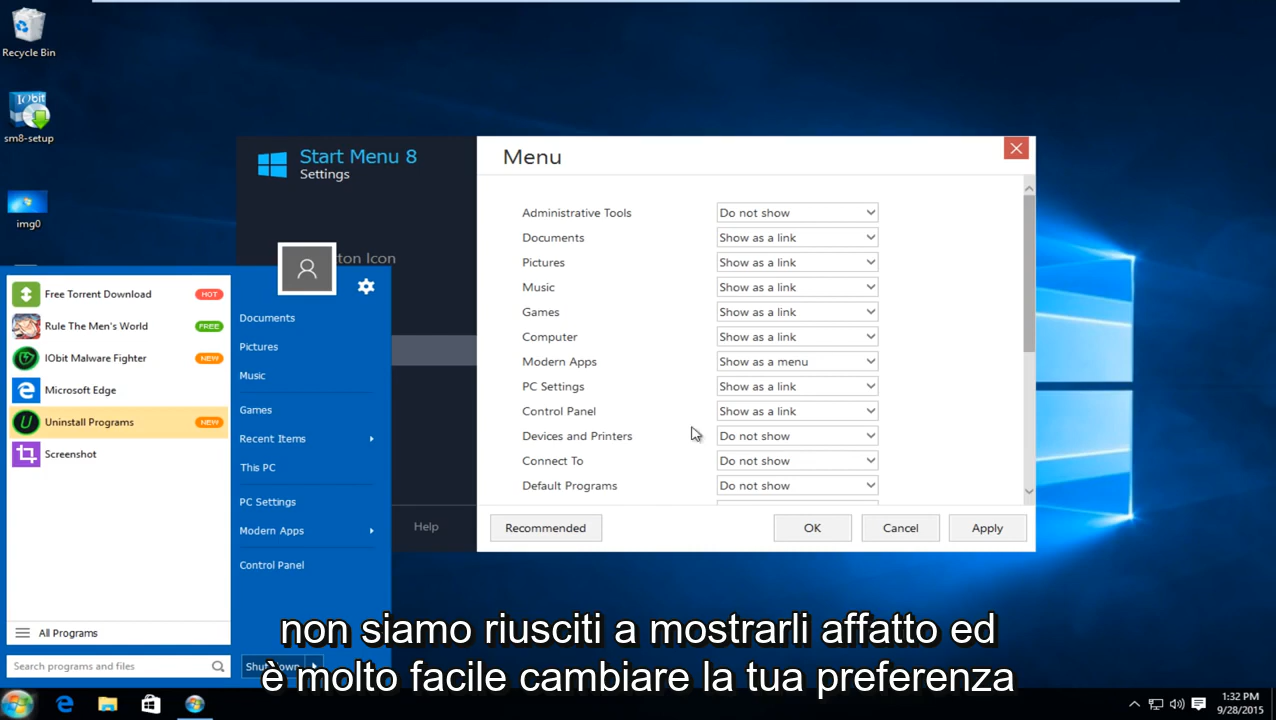 Recycle Bin
IObit
sm8-setup
img0
Start Menu 8
Settings
tton Icon
Help
Menu
Administrative Tools Do not show
Documents Show as a link
Pictures Show as a link
Music Show as a link
Games Show as a link
Computer Show as a link
Modern Apps Show as a menu
PC Settings Show as a link
Control Panel Show as a link
Devices and Printers Do not show
Connect To Do not show
Default Programs Do not show
Recommended OK Cancel Apply
Free Torrent Download HOT
Rule The Men's World FREE
IObit Malware Fighter NEW
Microsoft Edge
Uninstall Programs NEW
Screenshot
All Programs
Search programs and files
Documents
Pictures
Music
Games
Recent Items
This PC
PC Settings
Modern Apps
Control Panel
Shut down
non siamo riusciti a mostrarli affatto ed
è molto facile cambiare la tua preferenza
1:32 PM
9/28/2015